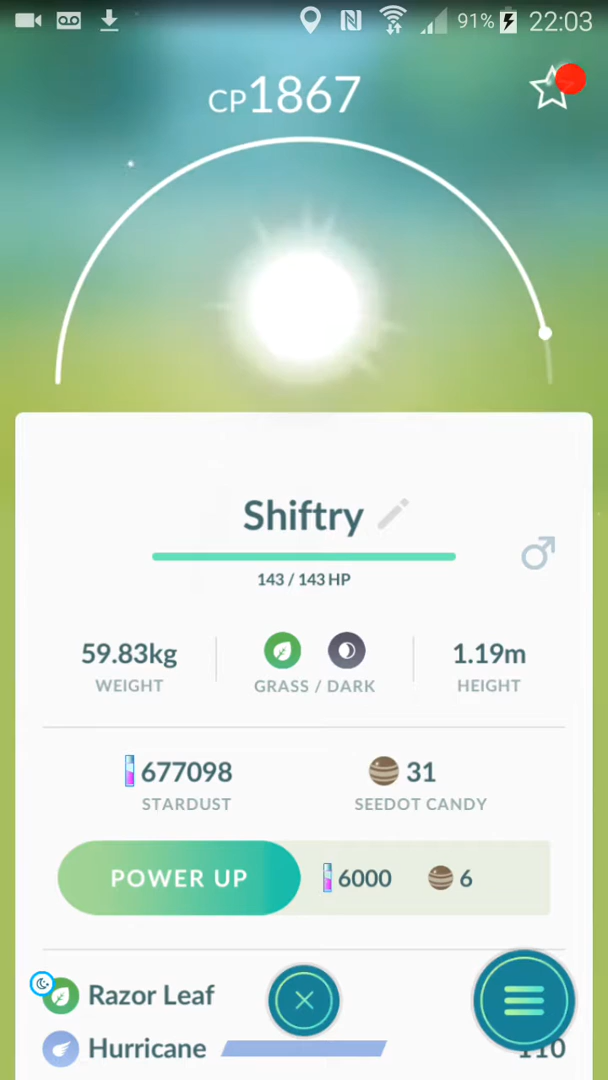 91% 22:03
CP1867
Shiftry
143 / 143 HP
59.83kg
WEIGHT
GRASS / DARK
1.19m
HEIGHT
677098
STARDUST
31
SEEDOT CANDY
POWER UP 6000 6
Razor Leaf
Hurricane 110